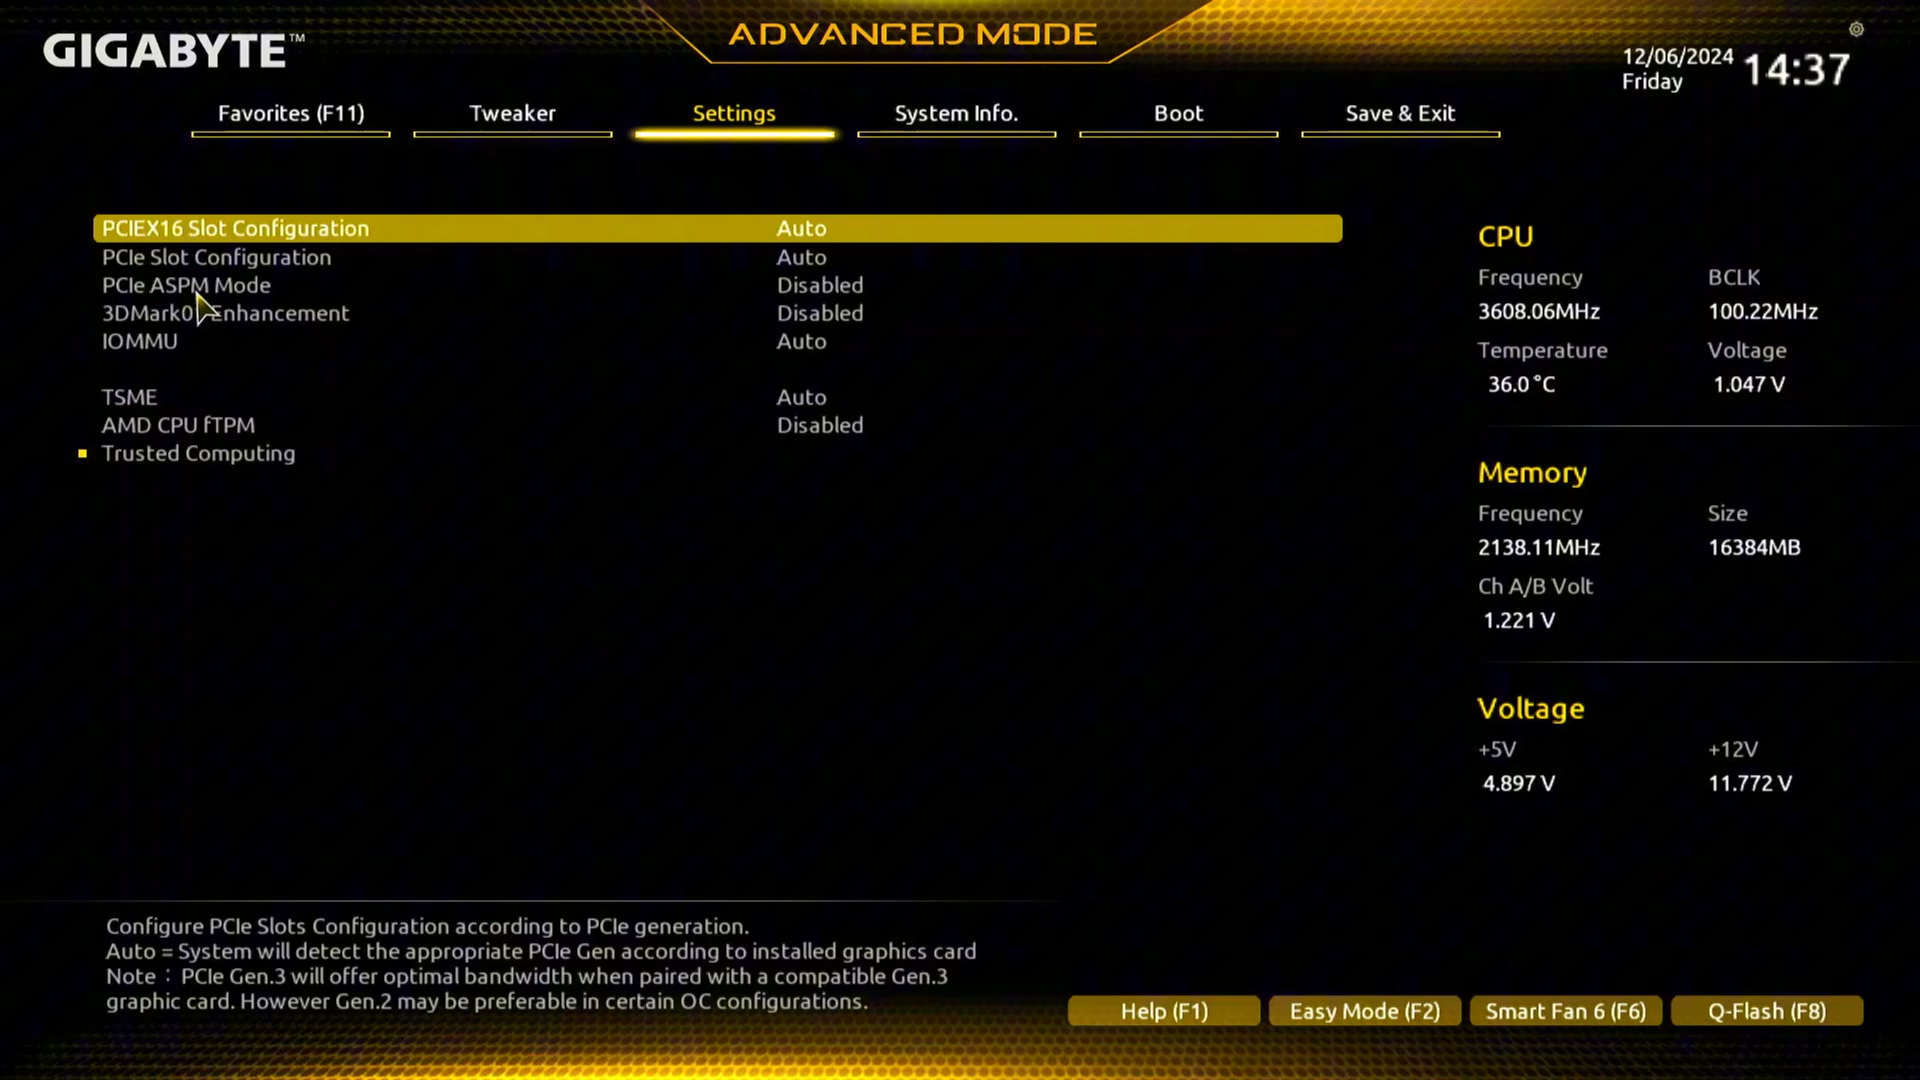 GIGABYTE™
ADVANCED MODE
12/06/2024
Friday
14:37
Favorites (F11) Tweaker Settings System Info. Boot Save & Exit
PCIEX16 Slot Configuration Auto
PCIe Slot Configuration Auto
PCIe ASPM Mode Disabled
3DMark0 Enhancement Disabled
IOMMU Auto
TSME Auto
AMD CPU fTPM Disabled
Trusted Computing
CPU
Frequency BCLK
3608.06MHz 100.22MHz
Temperature Voltage
36.0 °C 1.047 V
Memory
Frequency Size
2138.11MHz 16384MB
Ch A/B Volt
1.221 V
Voltage
+5V +12V
4.897 V 11.772 V
Configure PCIe Slots Configuration according to PCIe generation.
Auto = System will detect the appropriate PCIe Gen according to installed graphics card
Note : PCIe Gen.3 will offer optimal bandwidth when paired with a compatible Gen.3
graphic card. However Gen.2 may be preferable in certain OC configurations.
Help (F1) Easy Mode (F2) Smart Fan 6 (F6) Q-Flash (F8)